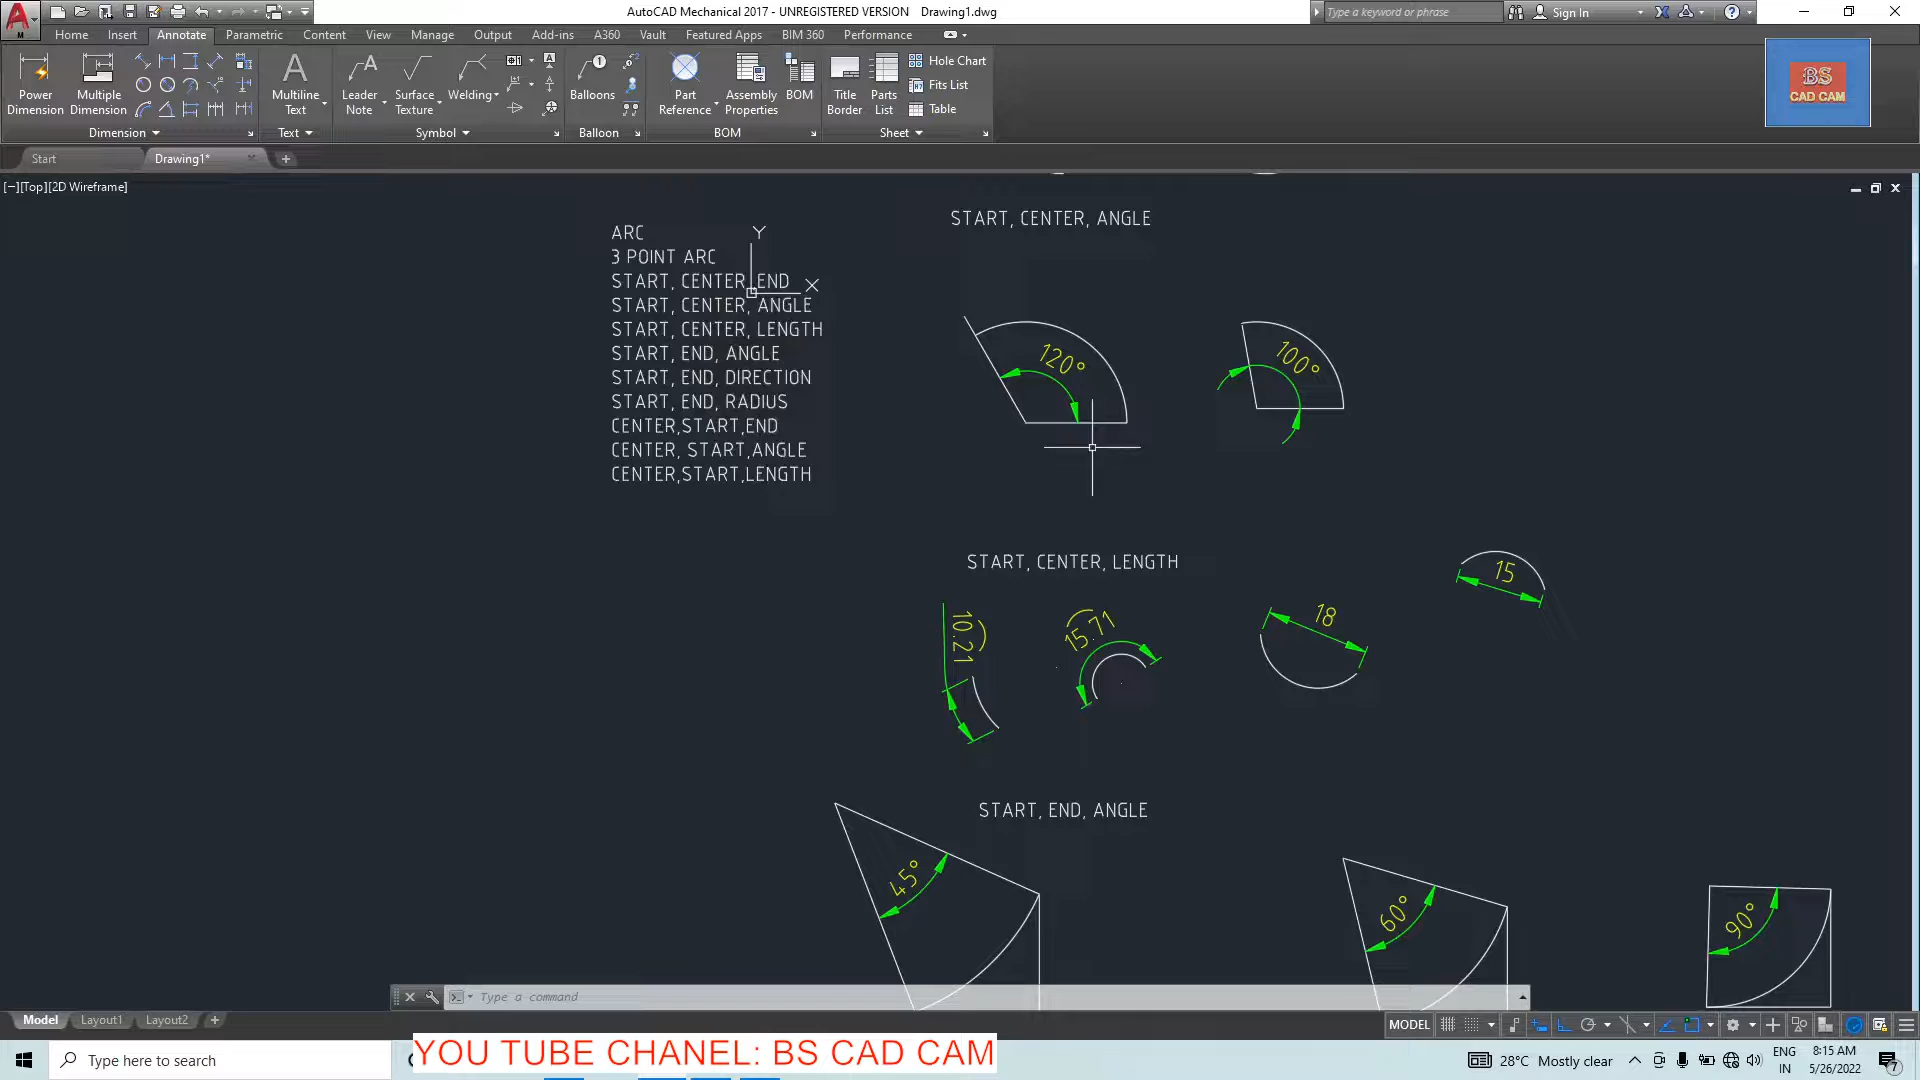 AutoCAD Mechanical 2017 - UNREGISTERED VERSION Drawing1.dwg
Type a keyword or phrase
Sign In
Home Insert Annotate Parametric Content View Manage Output Add-ins A360 Vault Featured Apps BIM 360 Performance
Power Dimension
Multiple Dimension
Multiline Text
Leader Note
Surface Texture
Welding
Balloons
Part Reference
Assembly Properties
BOM
Title Border
Parts List
Hole Chart
Fits List
Table
Dimension Text Symbol Balloon BOM Sheet
BS
CAD CAM
Start Drawing1*
[−][Top][2D Wireframe]
ARC
3 POINT ARC
START, CENTER, END
START, CENTER, ANGLE
START, CENTER, LENGTH
START, END, ANGLE
START, END, DIRECTION
START, END, RADIUS
CENTER,START,END
CENTER, START,ANGLE
CENTER,START,LENGTH
Y
X
START, CENTER, ANGLE
120°
100°
START, CENTER, LENGTH
10.21
15.71
18
15
START, END, ANGLE
45°
60°
90°
Type a command
Model Layout1 Layout2
MODEL
Type here to search
YOU TUBE CHANEL: BS CAD CAM
28°C Mostly clear
ENG
IN
8:15 AM
5/26/2022
7